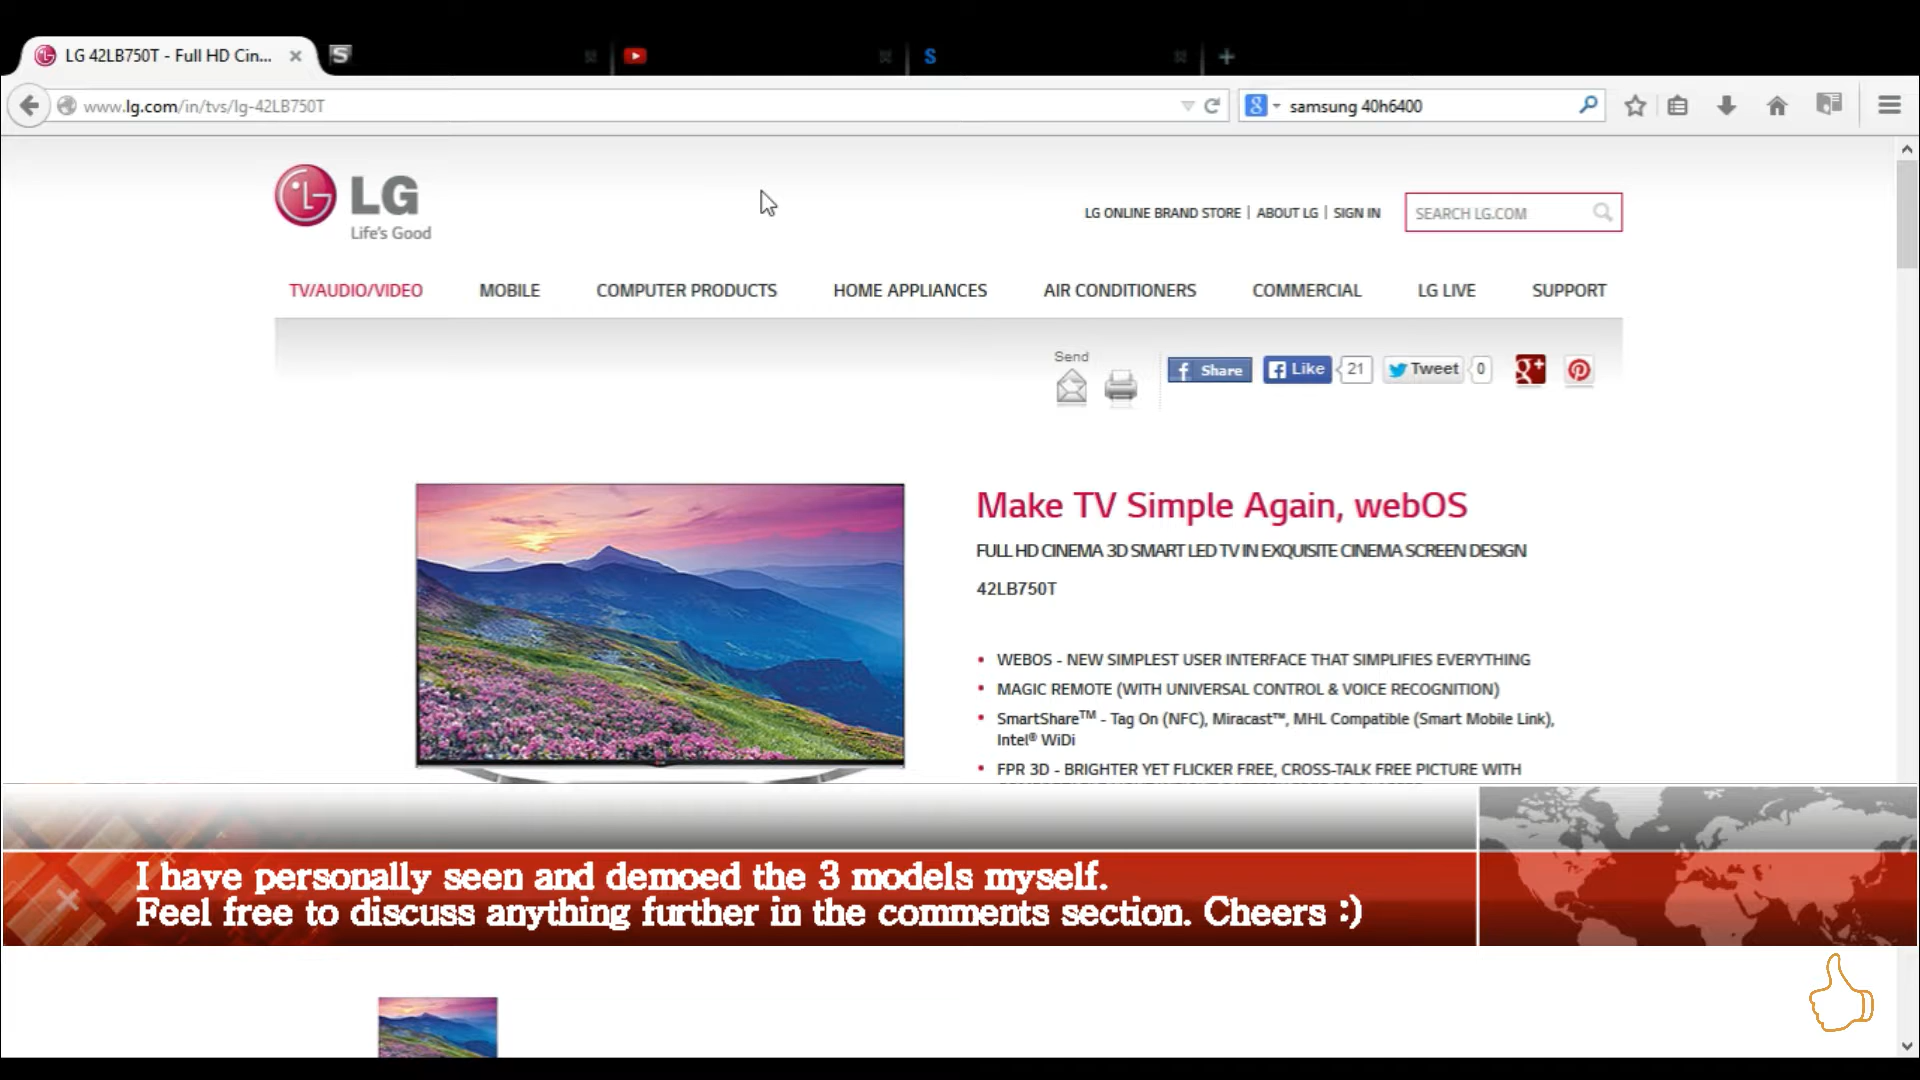 LG 42LB750T - Full HD Cin...
www.lg.com/in/tvs/lg-42LB750T
samsung 40h6400
LG
Life's Good
LG ONLINE BRAND STORE | ABOUT LG | SIGN IN
SEARCH LG.COM
TV/AUDIO/VIDEO MOBILE COMPUTER PRODUCTS HOME APPLIANCES AIR CONDITIONERS COMMERCIAL LG LIVE SUPPORT
Send
Share
Like 21
Tweet 0
Make TV Simple Again, webOS
FULL HD CINEMA 3D SMART LED TV IN EXQUISITE CINEMA SCREEN DESIGN
42LB750T
• WEBOS - NEW SIMPLEST USER INTERFACE THAT SIMPLIFIES EVERYTHING
• MAGIC REMOTE (WITH UNIVERSAL CONTROL & VOICE RECOGNITION)
• SmartShare™ - Tag On (NFC), Miracast™, MHL Compatible (Smart Mobile Link),
Intel® WiDi
• FPR 3D - BRIGHTER YET FLICKER FREE, CROSS-TALK FREE PICTURE WITH
I have personally seen and demoed the 3 models myself.
Feel free to discuss anything further in the comments section. Cheers :)